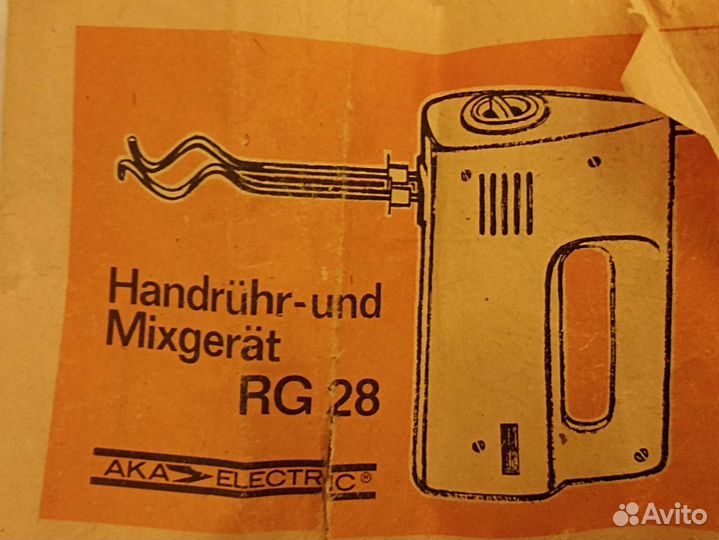 Handrühr-und
Mixgerät
RG 28
AKA ELECTRIC®
Avito